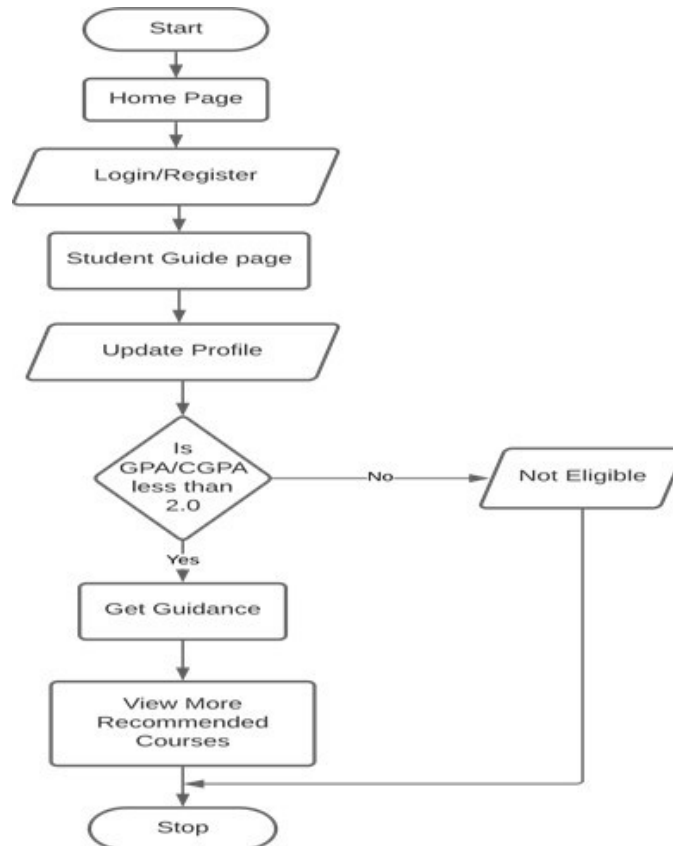 Start
Home Page
Login/Register
Student Guide page
Update Profile
Is
GPA/CGPA
less than
2.0
No
Not Eligible
Yes
Get Guidance
View More
Recommended
Courses
Stop